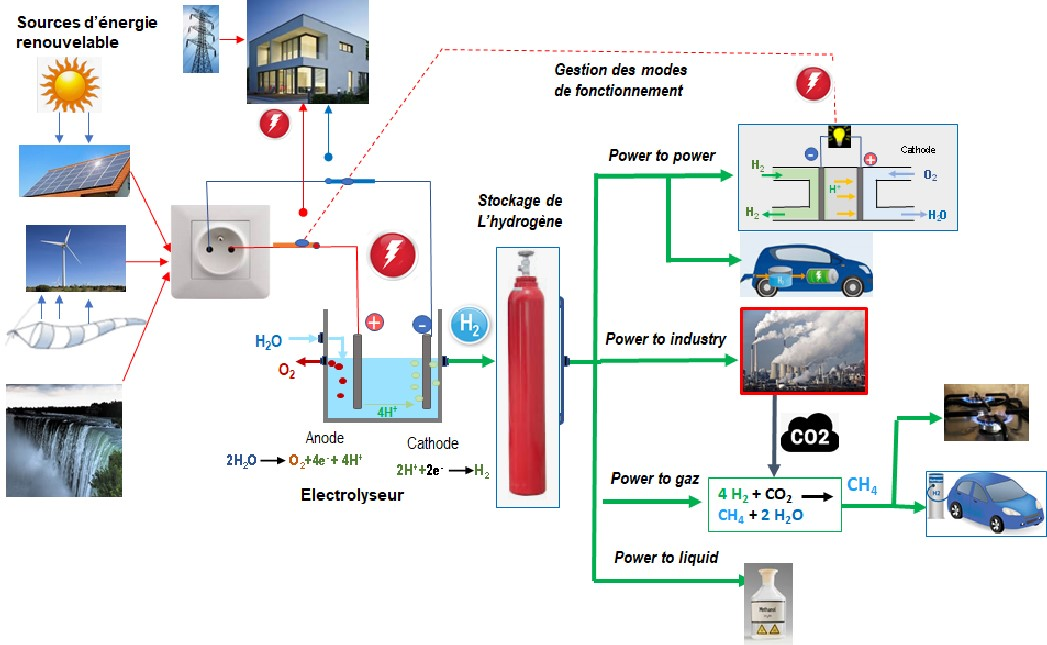 Sources d'énergie
renouvelable
Gestion des modes
de fonctionnement
Power to power
Cathode
H₂
O₂
H⁺
H₂
H₂O
Stockage de
L'hydrogène
H₂
Power to industry
H₂O
O₂
4H⁺
Anode
2H₂O → O₂+4e⁻+ 4H⁺
Cathode
2H⁺+2e⁻ → H₂
Electrolyseur
CO2
Power to gaz
4 H₂ + CO₂ →
CH₄ + 2 H₂O
CH₄
Power to liquid
Methanol